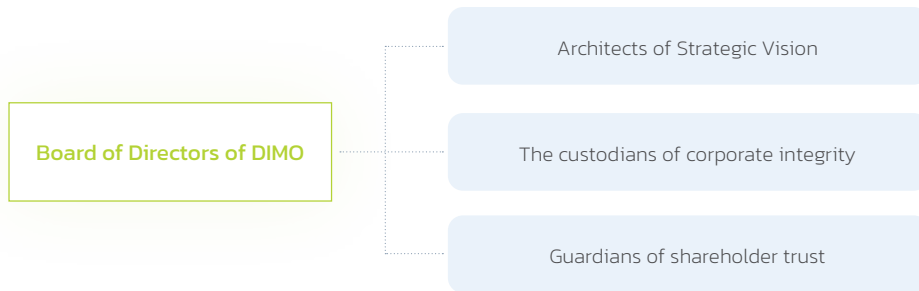 Architects of Strategic Vision
Board of Directors of DIMO
The custodians of corporate integrity
Guardians of shareholder trust